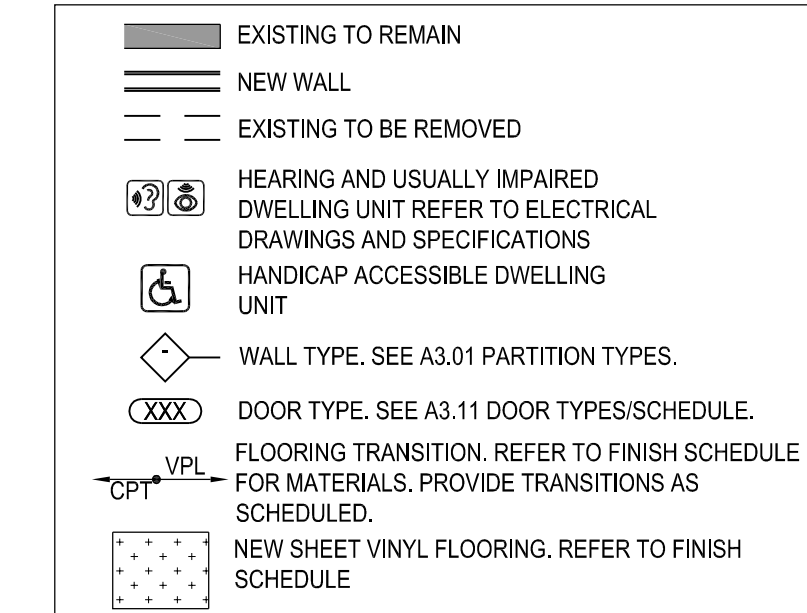 EXISTING TO REMAIN
NEW WALL
EXISTING TO BE REMOVED
HEARING AND USUALLY IMPAIRED
DWELLING UNIT REFER TO ELECTRICAL
DRAWINGS AND SPECIFICATIONS
HANDICAP ACCESSIBLE DWELLING
UNIT
- WALL TYPE. SEE A3.01 PARTITION TYPES.
XXX DOOR TYPE. SEE A3.11 DOOR TYPES/SCHEDULE.
CPT VPL FLOORING TRANSITION. REFER TO FINISH SCHEDULE
FOR MATERIALS. PROVIDE TRANSITIONS AS
SCHEDULED.
NEW SHEET VINYL FLOORING. REFER TO FINISH
SCHEDULE